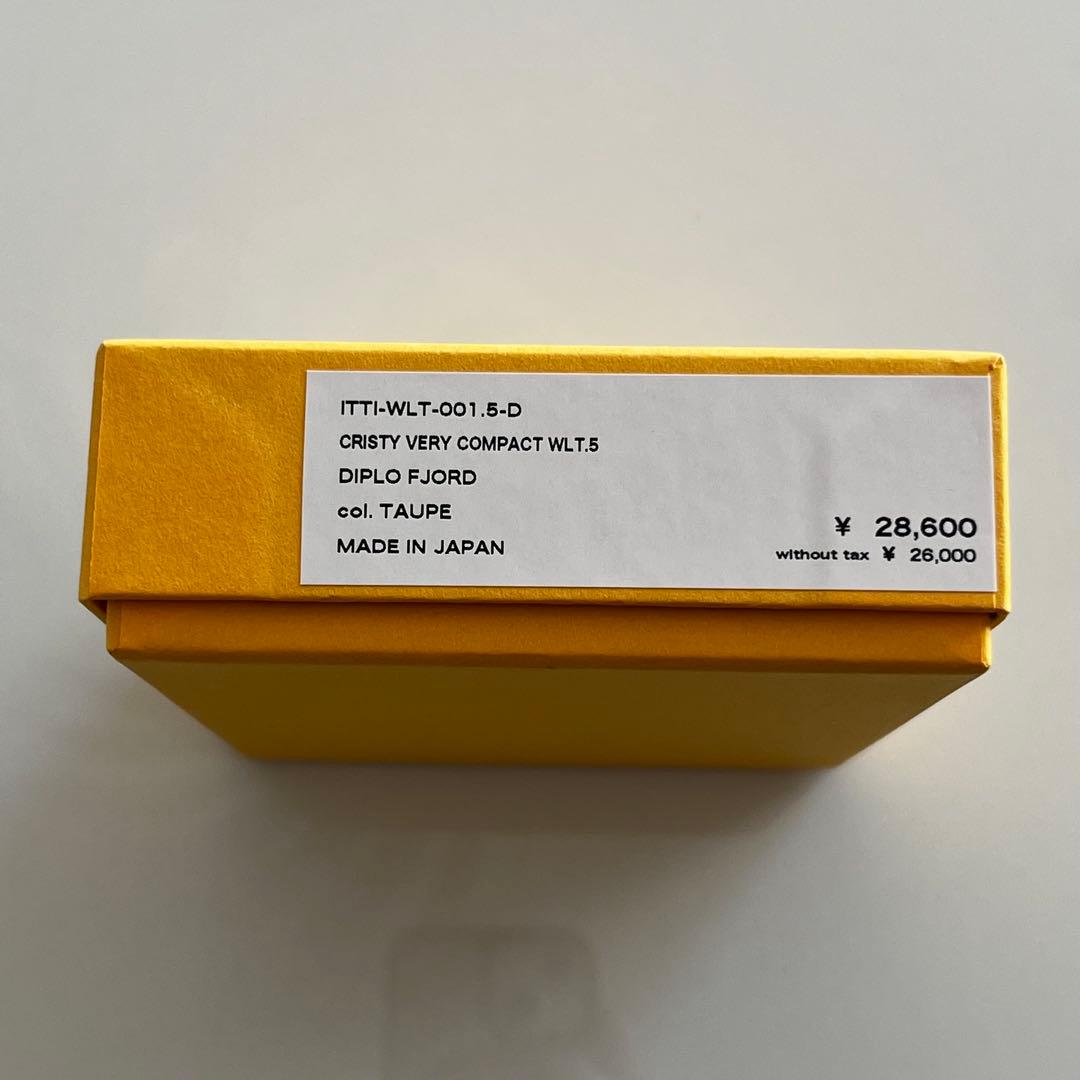 ITTI-WLT-001.5-D
CRISTY VERY COMPACT WLT.5
DIPLO FJORD
col. TAUPE
MADE IN JAPAN
¥ 28,600
without tax ¥ 26,000